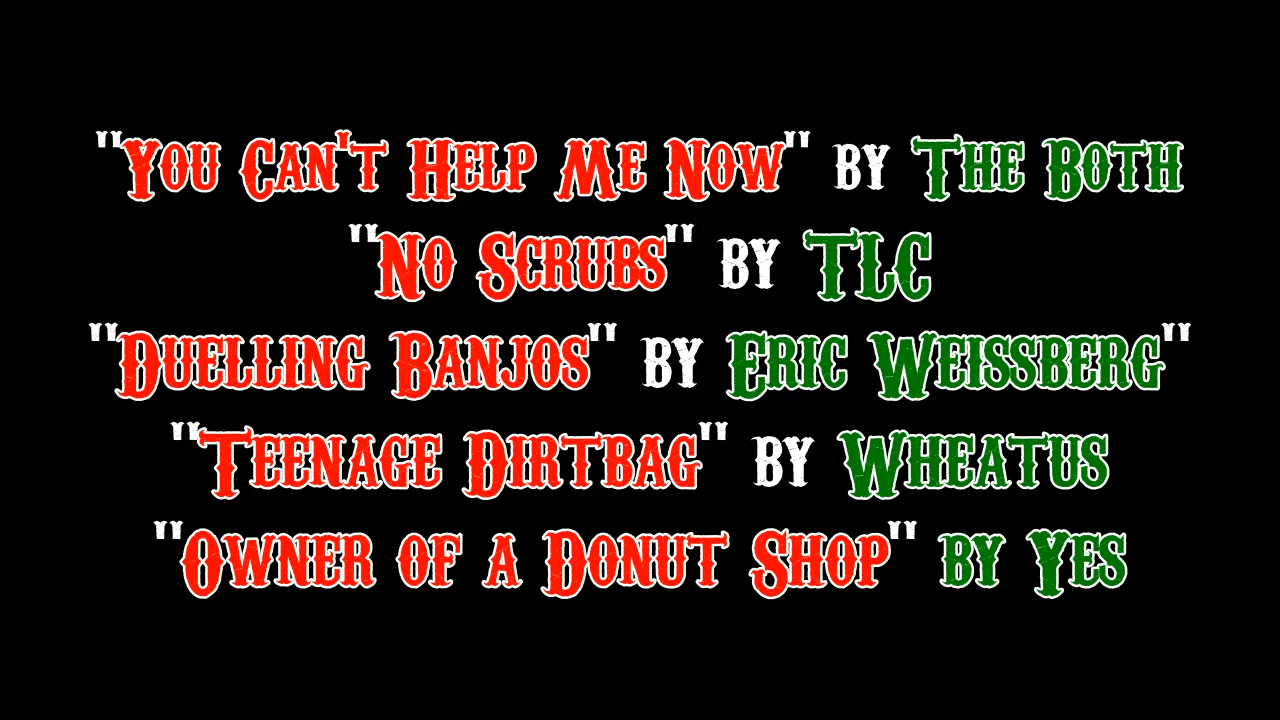 "You Can't Help Me Now" by The Both
"No Scrubs" by TLC
"Duelling Banjos" by Eric Weissberg"
"Teenage Dirtbag" by Wheatus
"Owner of a Donut Shop" by Yes